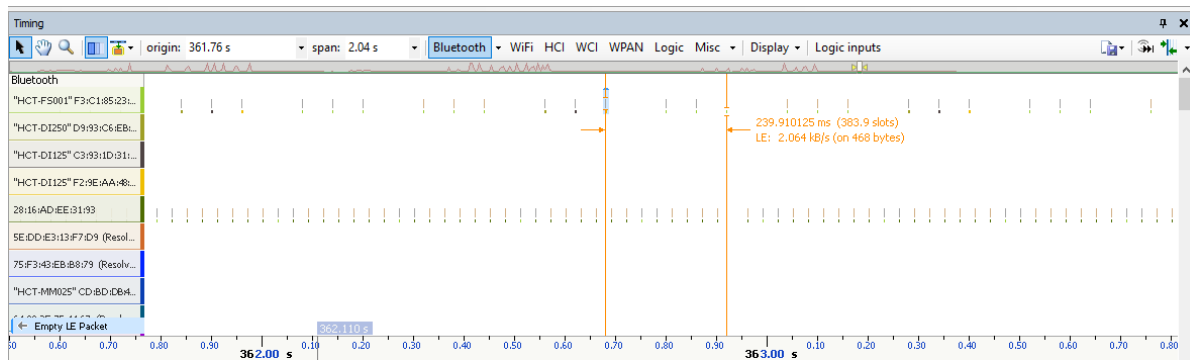 Timing
origin: 361.76 s span: 2.04 s Bluetooth WiFi HCI WCI WPAN Logic Misc Display Logic inputs
Bluetooth
"HCT-FS001" F3:C1:85:23:...
"HCT-DI250" D9:93:C6:EB:...
"HCT-DI125" C3:93:1D:31:...
"HCT-DI125" F2:9E:AA:48:...
28:16:AD:EE:31:93
5E:DD:E3:13:F7:D9 (Resol...
75:F3:43:EB:B8:79 (Resolv...
"HCT-MM025" CD:BD:DB:4...
239.910125 ms (383.9 slots)
LE: 2.064 kB/s (on 468 bytes)
← Empty LE Packet
362.110 s
0.60 0.70 0.80 0.90 362.00 s 0.10 0.20 0.30 0.40 0.50 0.60 0.70 0.80 0.90 363.00 s 0.10 0.20 0.30 0.40 0.50 0.60 0.70 0.80